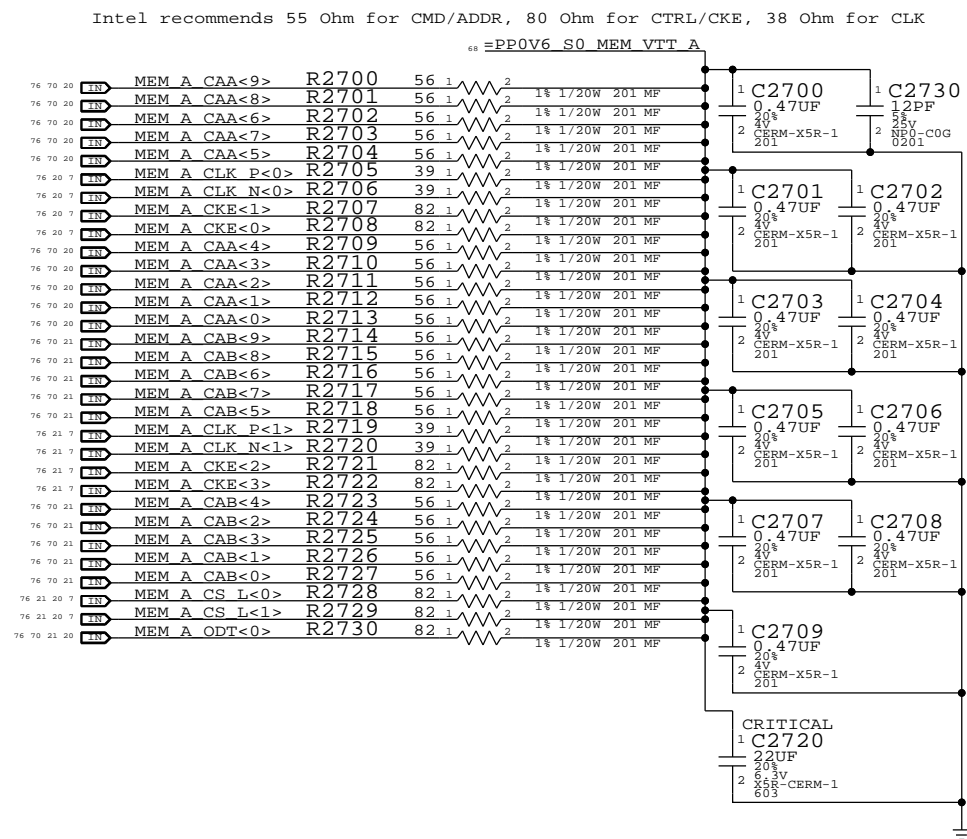 Intel recommends 55 Ohm for CMD/ADDR, 80 Ohm for CTRL/CKE, 38 Ohm for CLK
68 =PP0V6_S0_MEM_VTT_A
76 70 20 IN MEM_A_CAA<9> R2700 56 1 2 1% 1/20W 201 MF
76 70 20 IN MEM_A_CAA<8> R2701 56 1 2 1% 1/20W 201 MF
76 70 20 IN MEM_A_CAA<6> R2702 56 1 2 1% 1/20W 201 MF
76 70 20 IN MEM_A_CAA<7> R2703 56 1 2 1% 1/20W 201 MF
76 70 20 IN MEM_A_CAA<5> R2704 56 1 2 1% 1/20W 201 MF
76 20 7 IN MEM_A_CLK_P<0> R2705 39 1 2 1% 1/20W 201 MF
76 20 7 IN MEM_A_CLK_N<0> R2706 39 1 2 1% 1/20W 201 MF
76 20 7 IN MEM_A_CKE<1> R2707 82 1 2 1% 1/20W 201 MF
76 20 7 IN MEM_A_CKE<0> R2708 82 1 2 1% 1/20W 201 MF
76 70 20 IN MEM_A_CAA<4> R2709 56 1 2 1% 1/20W 201 MF
76 70 20 IN MEM_A_CAA<3> R2710 56 1 2 1% 1/20W 201 MF
76 70 20 IN MEM_A_CAA<2> R2711 56 1 2 1% 1/20W 201 MF
76 70 20 IN MEM_A_CAA<1> R2712 56 1 2 1% 1/20W 201 MF
76 70 20 IN MEM_A_CAA<0> R2713 56 1 2 1% 1/20W 201 MF
76 70 21 IN MEM_A_CAB<9> R2714 56 1 2 1% 1/20W 201 MF
76 70 21 IN MEM_A_CAB<8> R2715 56 1 2 1% 1/20W 201 MF
76 70 21 IN MEM_A_CAB<6> R2716 56 1 2 1% 1/20W 201 MF
76 70 21 IN MEM_A_CAB<7> R2717 56 1 2 1% 1/20W 201 MF
76 70 21 IN MEM_A_CAB<5> R2718 56 1 2 1% 1/20W 201 MF
76 21 7 IN MEM_A_CLK_P<1> R2719 39 1 2 1% 1/20W 201 MF
76 21 7 IN MEM_A_CLK_N<1> R2720 39 1 2 1% 1/20W 201 MF
76 21 7 IN MEM_A_CKE<2> R2721 82 1 2 1% 1/20W 201 MF
76 21 7 IN MEM_A_CKE<3> R2722 82 1 2 1% 1/20W 201 MF
76 70 21 IN MEM_A_CAB<4> R2723 56 1 2 1% 1/20W 201 MF
76 70 21 IN MEM_A_CAB<2> R2724 56 1 2 1% 1/20W 201 MF
76 70 21 IN MEM_A_CAB<3> R2725 56 1 2 1% 1/20W 201 MF
76 70 21 IN MEM_A_CAB<1> R2726 56 1 2 1% 1/20W 201 MF
76 70 21 IN MEM_A_CAB<0> R2727 56 1 2 1% 1/20W 201 MF
76 21 20 7 IN MEM_A_CS_L<0> R2728 82 1 2 1% 1/20W 201 MF
76 21 20 7 IN MEM_A_CS_L<1> R2729 82 1 2 1% 1/20W 201 MF
76 70 21 20 IN MEM_A_ODT<0> R2730 82 1 2 1% 1/20W 201 MF
1 C2700
0.47UF
20%
4V
2 CERM-X5R-1
201
1 C2730
12PF
5%
25V
2 NP0-C0G
0201
1 C2701
0.47UF
20%
4V
2 CERM-X5R-1
201
1 C2702
0.47UF
20%
4V
2 CERM-X5R-1
201
1 C2703
0.47UF
20%
4V
2 CERM-X5R-1
201
1 C2704
0.47UF
20%
4V
2 CERM-X5R-1
201
1 C2705
0.47UF
20%
4V
2 CERM-X5R-1
201
1 C2706
0.47UF
20%
4V
2 CERM-X5R-1
201
1 C2707
0.47UF
20%
4V
2 CERM-X5R-1
201
1 C2708
0.47UF
20%
4V
2 CERM-X5R-1
201
1 C2709
0.47UF
20%
4V
2 CERM-X5R-1
201
CRITICAL
1 C2720
22UF
20%
6.3V
2 X5R-CERM-1
603